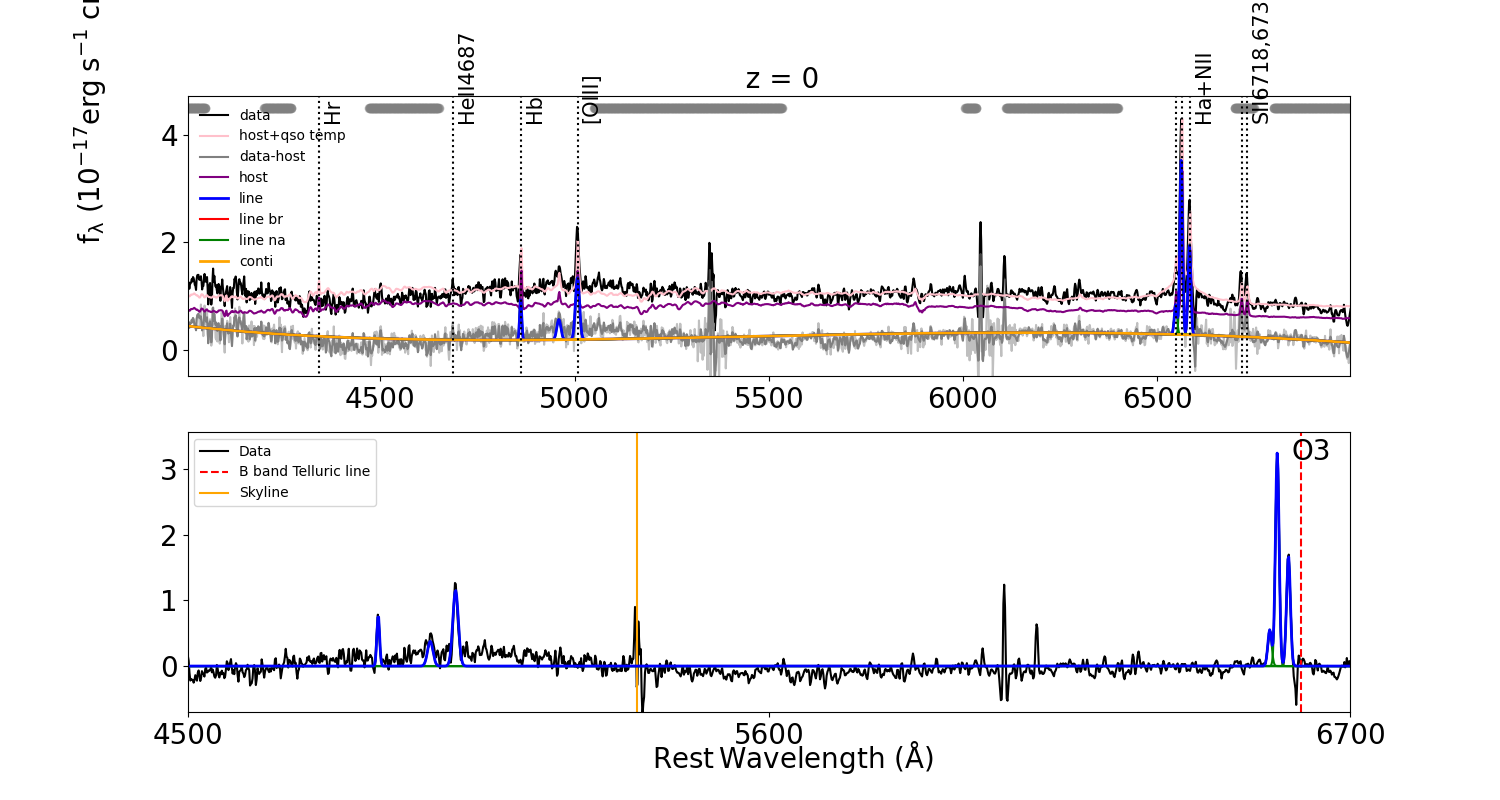 z = 0
f_λ (10^{-17}erg s^{-1} c
Hr
HeII4687
Hb
[OIII]
Ha+NII
SII6718,673
data
host+qso temp
data-host
host
line
line br
line na
conti
4
2
0
4500 5000 5500 6000 6500
O3
Data
B band Telluric line
Skyline
3
2
1
0
4500 5600 6700
Rest Wavelength (Å)